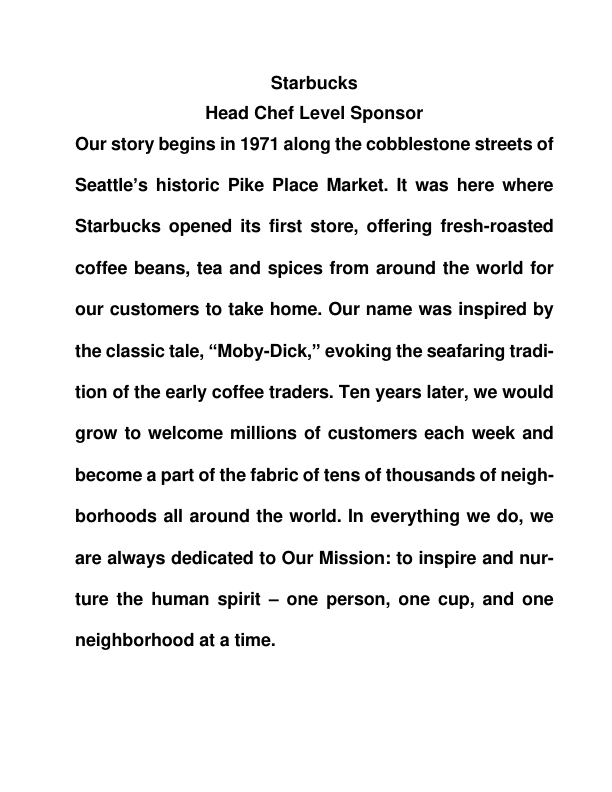 Starbucks
Head Chef Level Sponsor
Our story begins in 1971 along the cobblestone streets of
Seattle’s historic Pike Place Market. It was here where
Starbucks opened its first store, offering fresh-roasted
coffee beans, tea and spices from around the world for
our customers to take home. Our name was inspired by
the classic tale, “Moby-Dick,” evoking the seafaring tradi-
tion of the early coffee traders. Ten years later, we would
grow to welcome millions of customers each week and
become a part of the fabric of tens of thousands of neigh-
borhoods all around the world. In everything we do, we
are always dedicated to Our Mission: to inspire and nur-
ture the human spirit – one person, one cup, and one
neighborhood at a time.